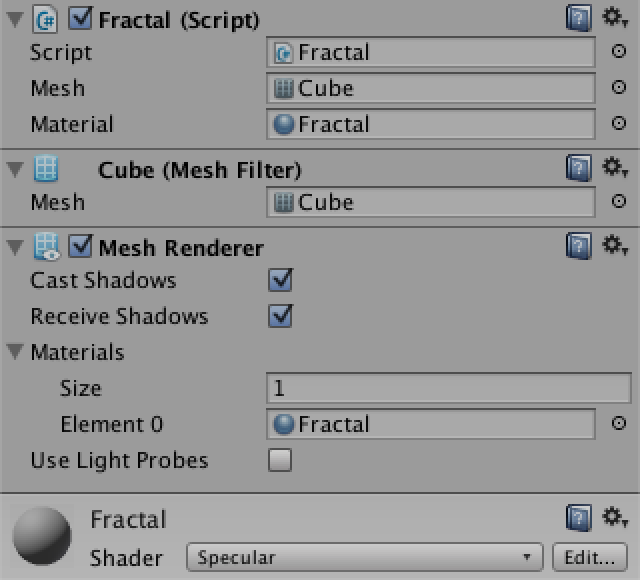 Fractal (Script)
Script Fractal
Mesh Cube
Material Fractal
Cube (Mesh Filter)
Mesh Cube
Mesh Renderer
Cast Shadows
Receive Shadows
Materials
Size 1
Element 0 Fractal
Use Light Probes
Fractal
Shader Specular Edit...